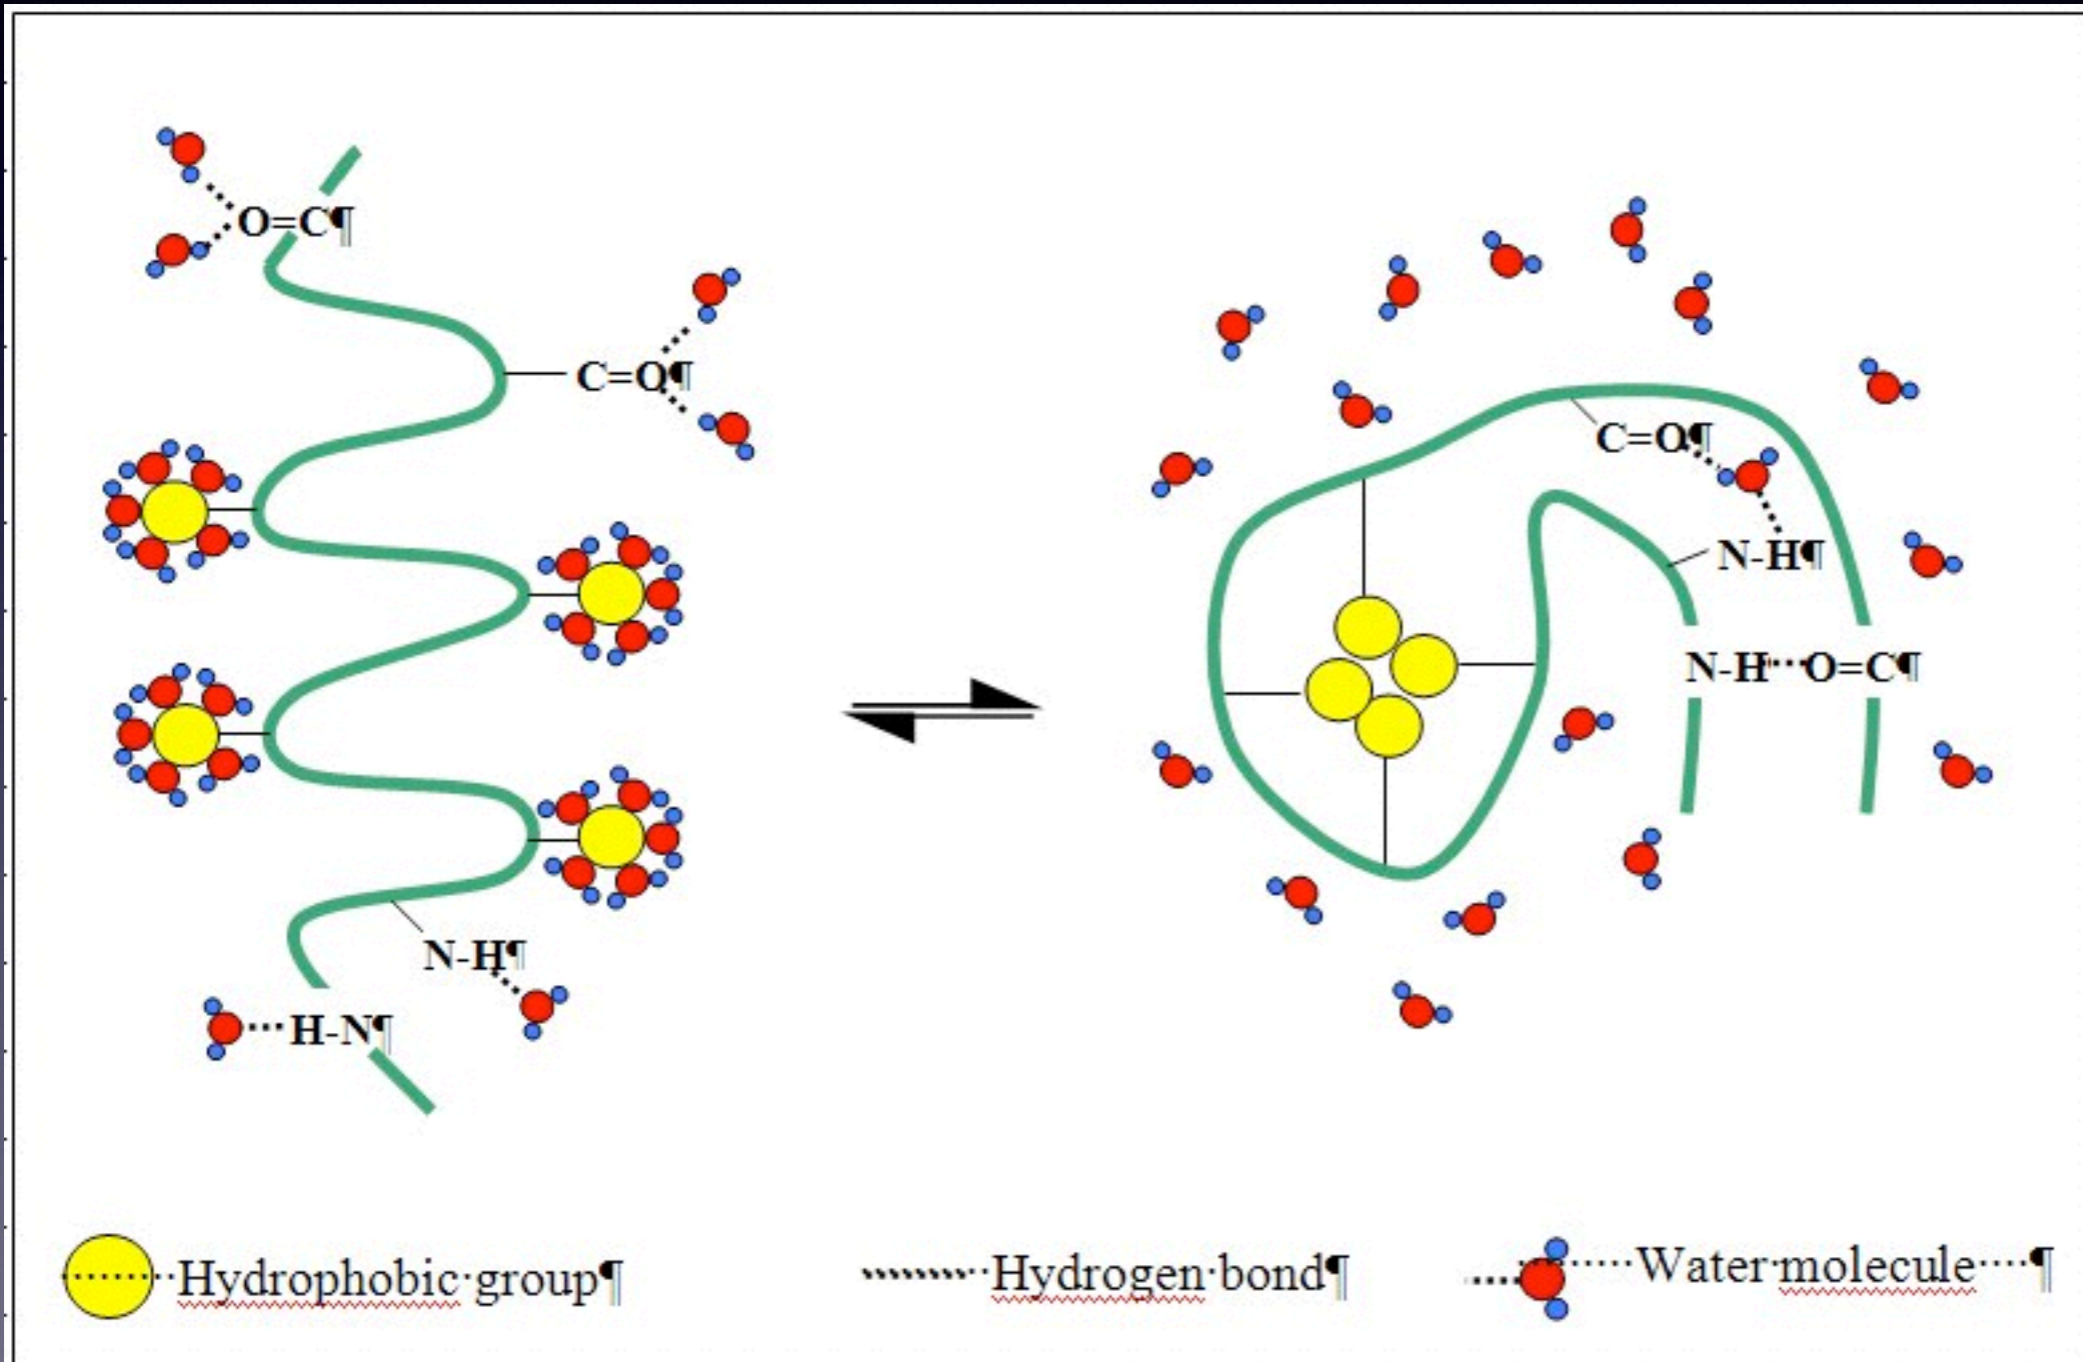 O=C¶
C=O¶
N-H¶
H-N¶
C=O¶
N-H¶
N-H···O=C¶
Hydrophobic·group¶
Hydrogen·bond¶
Water·molecule····¶